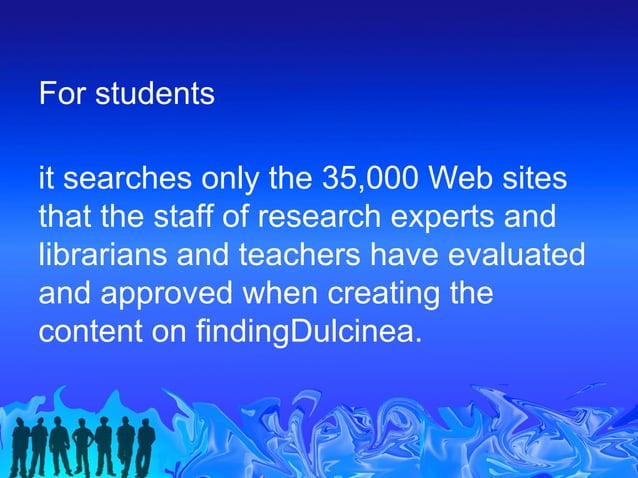 For students
it searches only the 35,000 Web sites
that the staff of research experts and
librarians and teachers have evaluated
and approved when creating the
content on findingDulcinea.